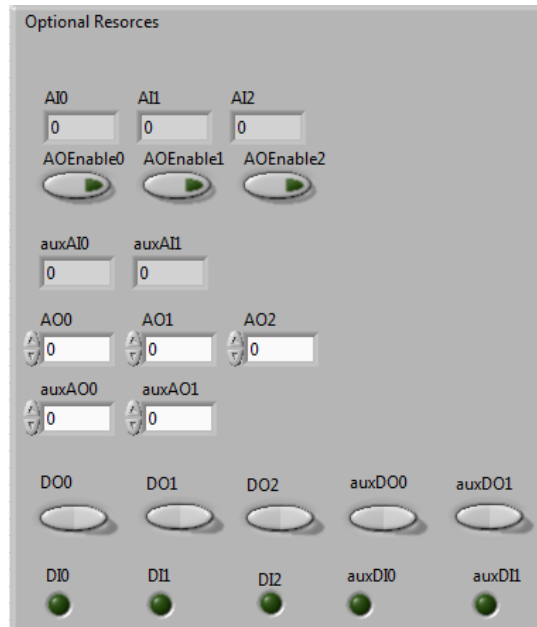 Optional Resorces
AI0 AI1 AI2
0 0 0
AOEnable0 AOEnable1 AOEnable2
auxAI0 auxAI1
0 0
AO0 AO1 AO2
0 0 0
auxAO0 auxAO1
0 0
DO0 DO1 DO2 auxDO0 auxDO1
DI0 DI1 DI2 auxDI0 auxDI1